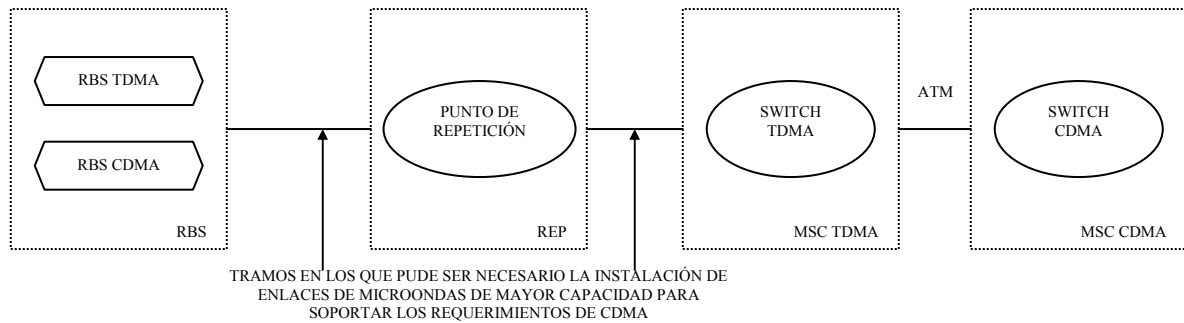 RBS TDMA
RBS CDMA
RBS
PUNTO DE
REPETICIÓN
REP
SWITCH
TDMA
MSC TDMA
ATM
SWITCH
CDMA
MSC CDMA
TRAMOS EN LOS QUE PUDE SER NECESARIO LA INSTALACIÓN DE
ENLACES DE MICROONDAS DE MAYOR CAPACIDAD PARA
SOPORTAR LOS REQUERIMIENTOS DE CDMA